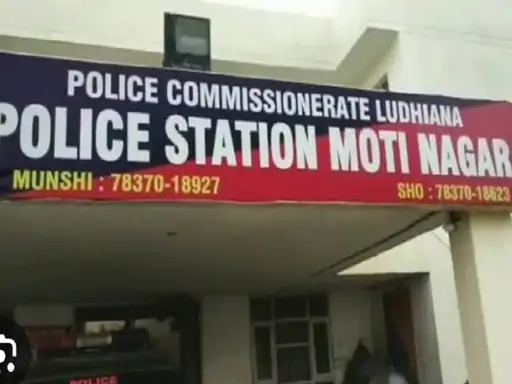 POLICE COMMISSIONERATE LUDHIANA
POLICE STATION MOTI NAGAR
MUNSHI : 78370-18927 SHO : 78370-18623
POLICE